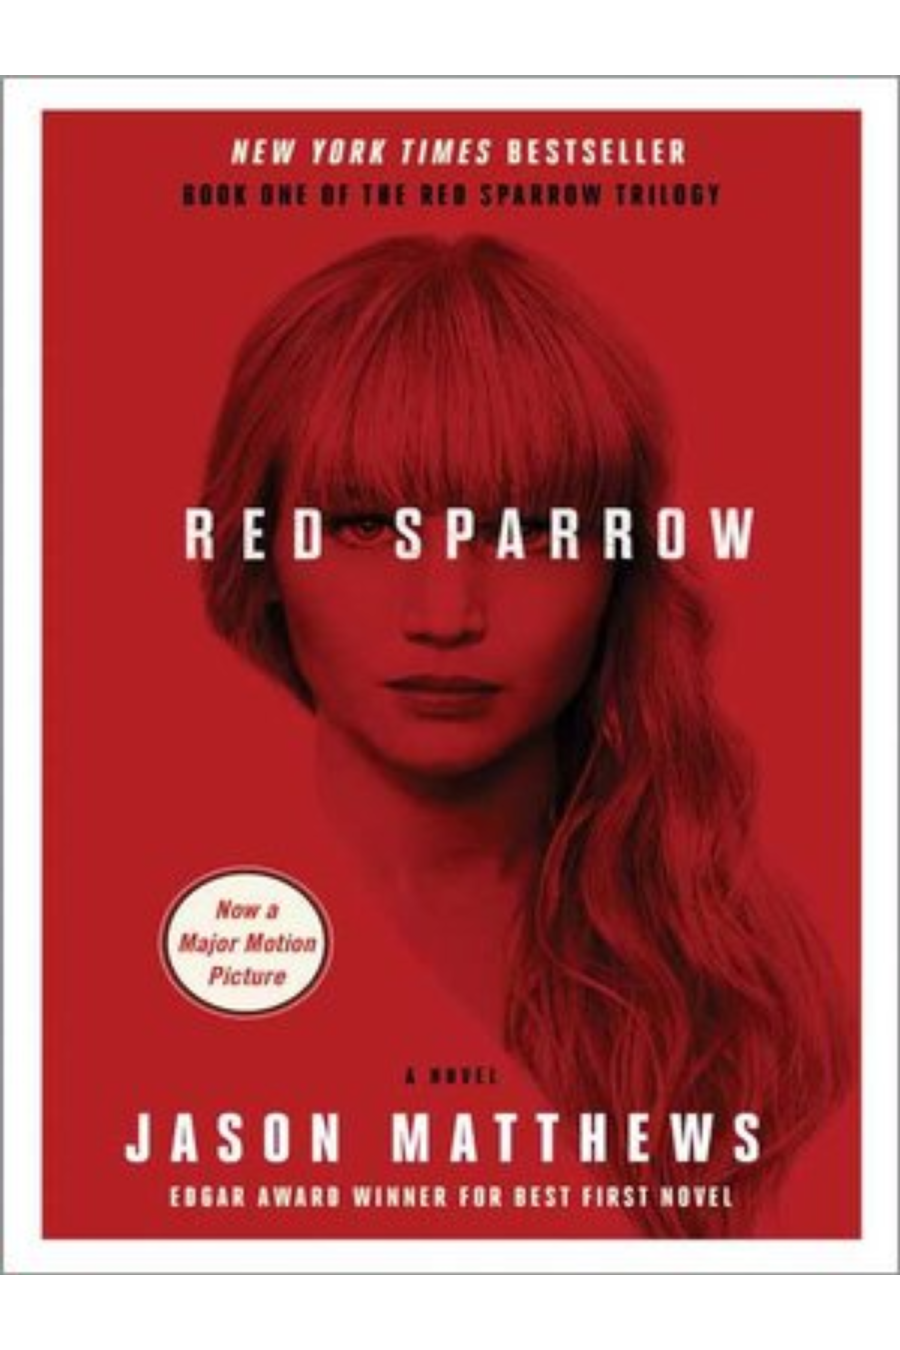 NEW YORK TIMES BESTSELLER
BOOK ONE OF THE RED SPARROW TRILOGY
RED SPARROW
Now a
Major Motion
Picture
A NOVEL
JASON MATTHEWS
EDGAR AWARD WINNER FOR BEST FIRST NOVEL